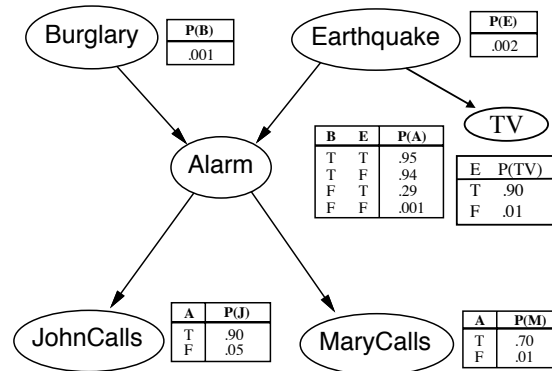 Burglary
P(B)
.001
Earthquake
P(E)
.002
TV
Alarm
B E P(A)
T T .95
T F .94
F T .29
F F .001
E P(TV)
T .90
F .01
JohnCalls
A P(J)
T .90
F .05
MaryCalls
A P(M)
T .70
F .01